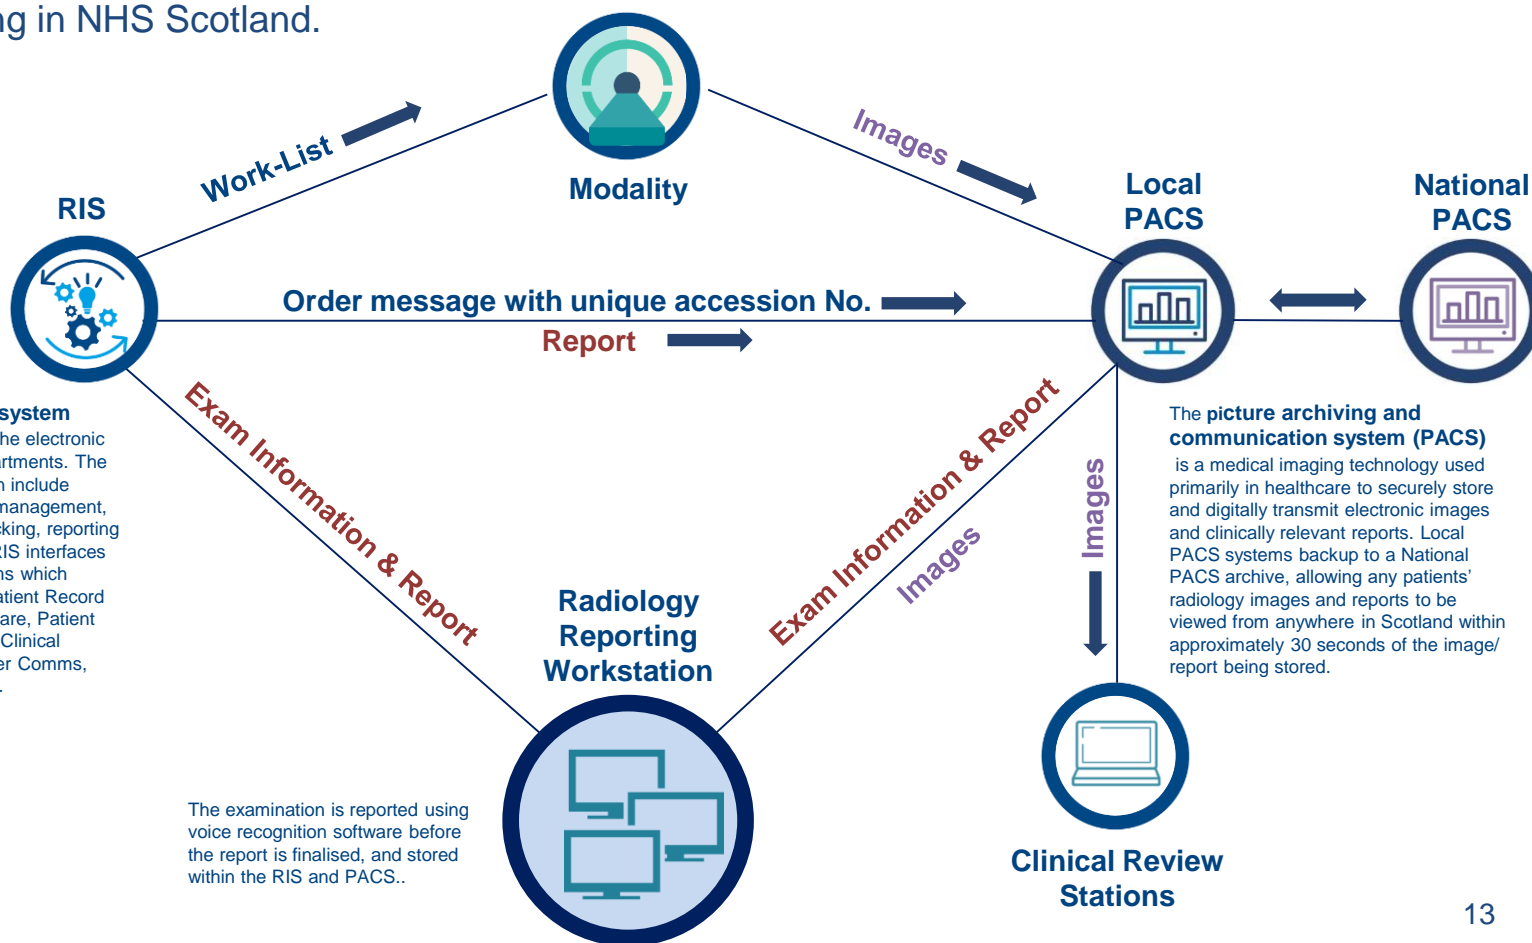 ng in NHS Scotland.
Work-List
Images
Modality
RIS
Local
PACS
National
PACS
Order message with unique accession No.
Report
Exam Information & Report
Exam Information & Report
Images
Images
system
he electronic
artments. The
n include
management,
cking, reporting
RIS interfaces
ns which
atient Record
are, Patient
Clinical
er Comms,
.
The picture archiving and
communication system (PACS)
is a medical imaging technology used
primarily in healthcare to securely store
and digitally transmit electronic images
and clinically relevant reports. Local
PACS systems backup to a National
PACS archive, allowing any patients'
radiology images and reports to be
viewed from anywhere in Scotland within
approximately 30 seconds of the image/
report being stored.
Radiology
Reporting
Workstation
The examination is reported using
voice recognition software before
the report is finalised, and stored
within the RIS and PACS..
Clinical Review
Stations
13